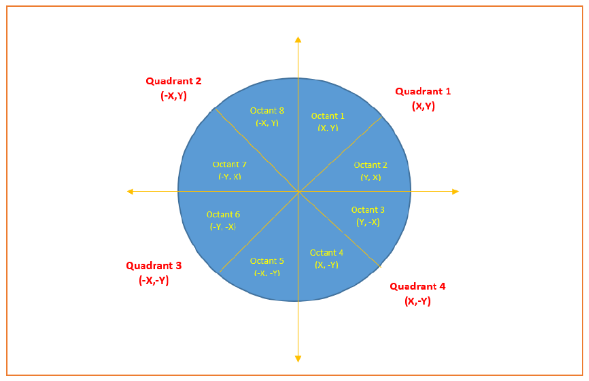 Quadrant 2
(-X,Y)
Quadrant 1
(X,Y)
Octant 8
(-X, Y)
Octant 1
(X, Y)
Octant 7
(-Y, X)
Octant 2
(Y, X)
Octant 6
(-Y, -X)
Octant 3
(Y, -X)
Octant 5
(-X, -Y)
Octant 4
(X, -Y)
Quadrant 3
(-X,-Y)
Quadrant 4
(X,-Y)